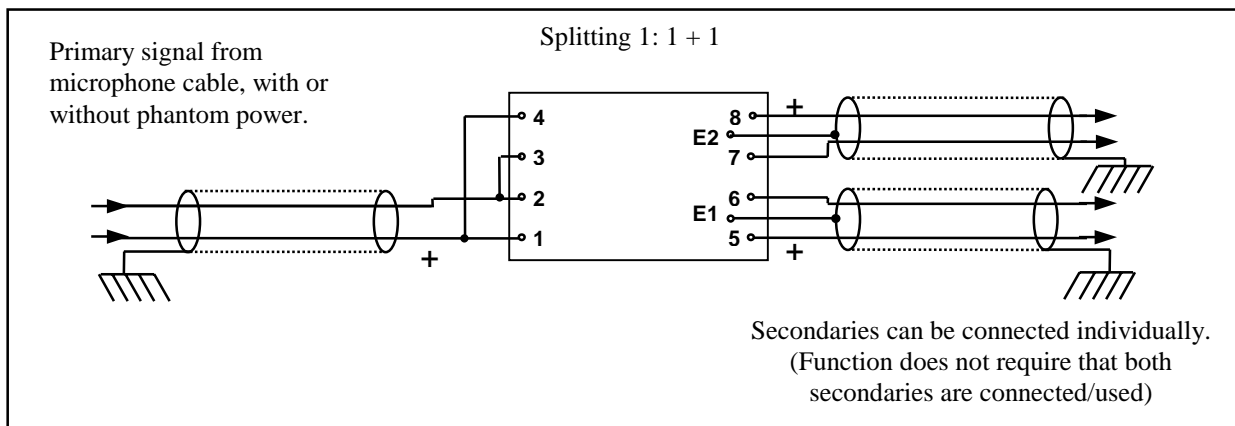 Splitting 1: 1 + 1
Primary signal from
microphone cable, with or
without phantom power.
4
3
2
1
+
8
E2
7
6
E1
5
+
+
Secondaries can be connected individually.
(Function does not require that both
secondaries are connected/used)